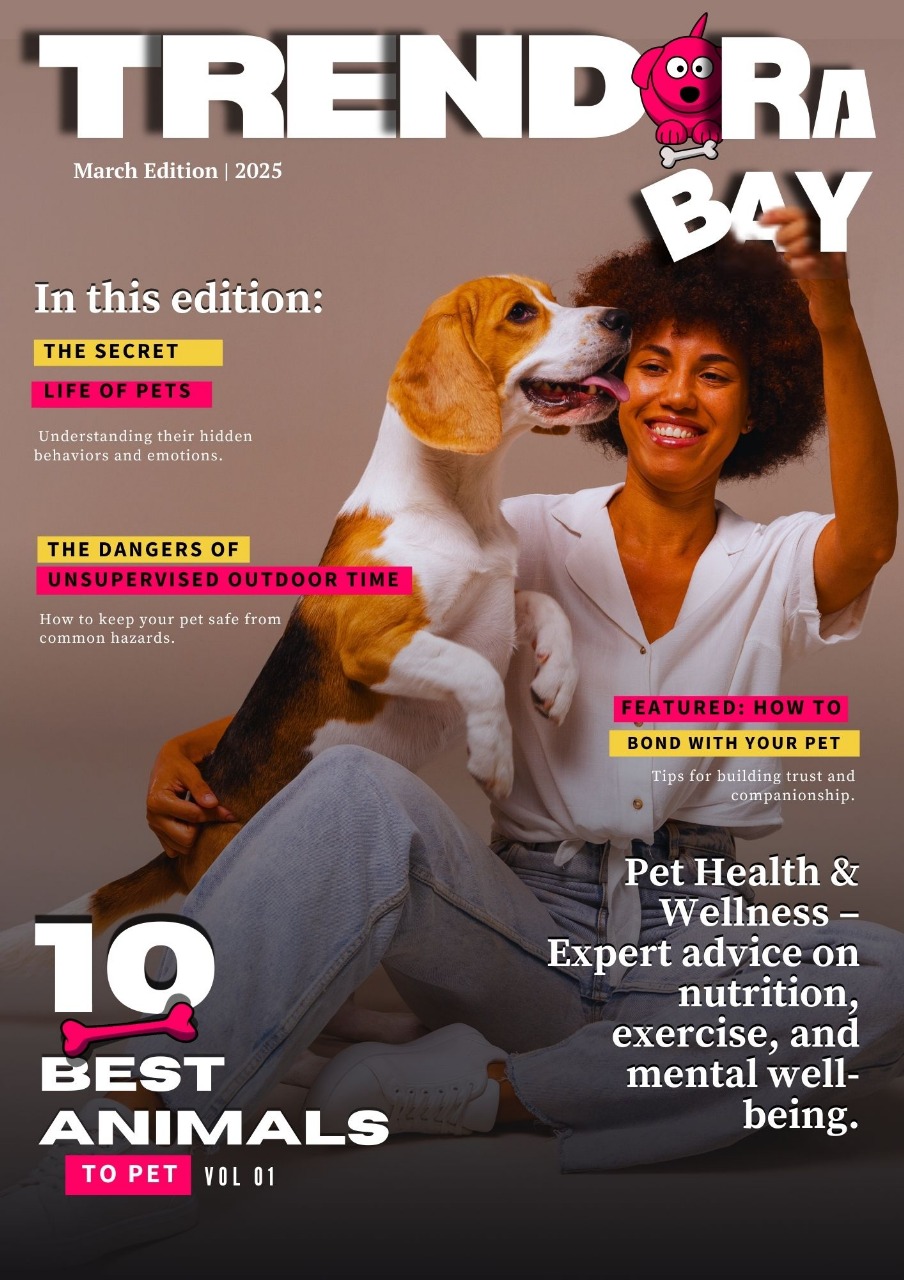 TRENDORA
BAY
March Edition | 2025
In this edition:
THE SECRET
LIFE OF PETS
Understanding their hidden
behaviors and emotions.
THE DANGERS OF
UNSUPERVISED OUTDOOR TIME
How to keep your pet safe from
common hazards.
FEATURED: HOW TO
BOND WITH YOUR PET
Tips for building trust and
companionship.
Pet Health &
Wellness –
Expert advice on
nutrition,
exercise, and
mental well-
being.
10
BEST
ANIMALS
TO PET VOL 01